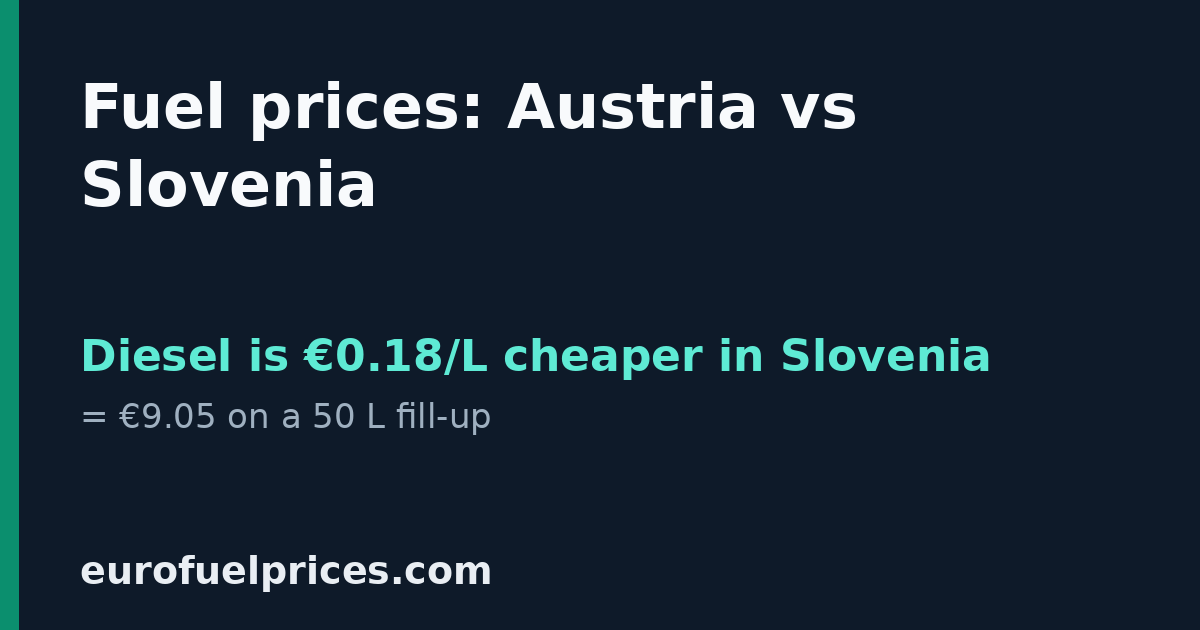 Fuel prices: Austria vs
Slovenia
Diesel is €0.18/L cheaper in Slovenia
= €9.05 on a 50 L fill-up
eurofuelprices.com